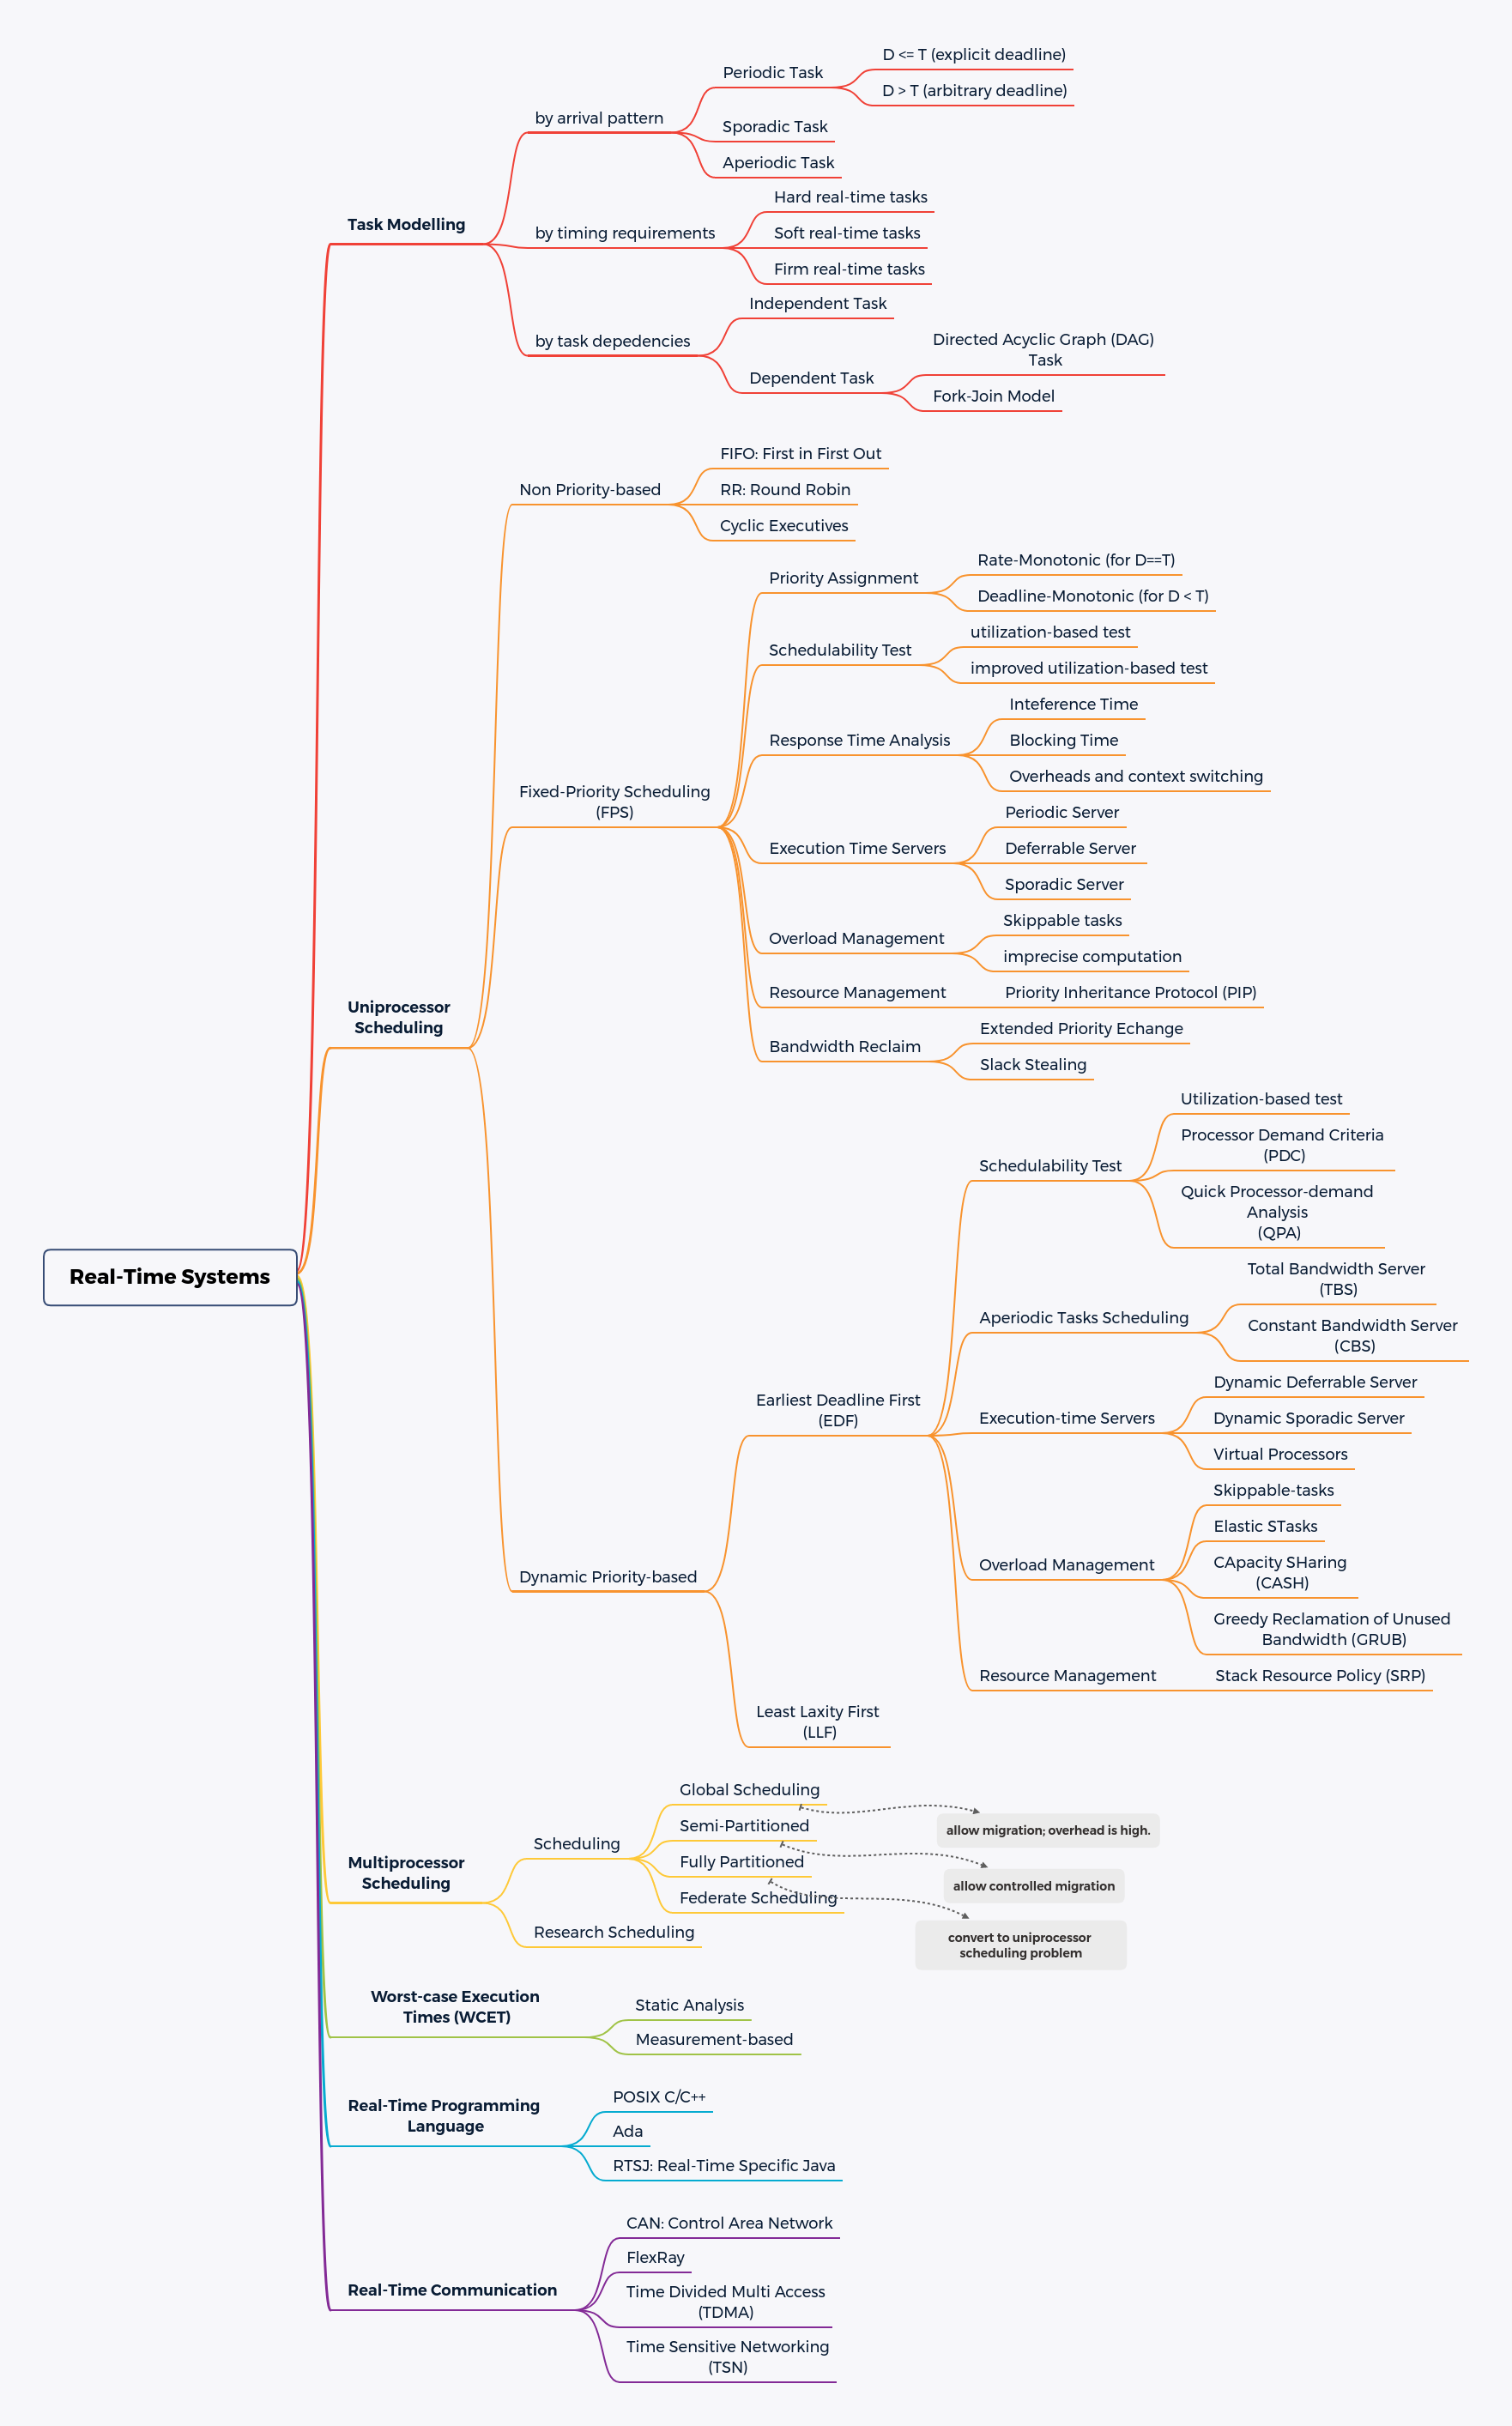 D <= T (explicit deadline)
Periodic Task
D > T (arbitrary deadline)
by arrival pattern
Sporadic Task
Aperiodic Task
Hard real-time tasks
Task Modelling
by timing requirements
Soft real-time tasks
Firm real-time tasks
Independent Task
by task depedencies
Directed Acyclic Graph (DAG)
Task
Dependent Task
Fork-Join Model
FIFO: First in First Out
Non Priority-based
RR: Round Robin
Cyclic Executives
Rate-Monotonic (for D==T)
Priority Assignment
Deadline-Monotonic (for D < T)
utilization-based test
Schedulability Test
improved utilization-based test
Inteference Time
Response Time Analysis
Blocking Time
Overheads and context switching
Fixed-Priority Scheduling
(FPS)
Periodic Server
Execution Time Servers
Deferrable Server
Sporadic Server
Skippable tasks
Overload Management
imprecise computation
Resource Management
Priority Inheritance Protocol (PIP)
Uniprocessor
Scheduling
Extended Priority Echange
Bandwidth Reclaim
Slack Stealing
Utilization-based test
Processor Demand Criteria
(PDC)
Schedulability Test
Quick Processor-demand
Analysis
(QPA)
Real-Time Systems
Total Bandwidth Server
(TBS)
Aperiodic Tasks Scheduling
Constant Bandwidth Server
(CBS)
Dynamic Deferrable Server
Earliest Deadline First
(EDF)
Execution-time Servers
Dynamic Sporadic Server
Virtual Processors
Skippable-tasks
Elastic STasks
Overload Management
CApacity SHaring
(CASH)
Dynamic Priority-based
Greedy Reclamation of Unused
Bandwidth (GRUB)
Resource Management
Stack Resource Policy (SRP)
Least Laxity First
(LLF)
Global Scheduling
allow migration; overhead is high.
Semi-Partitioned
Scheduling
Multiprocessor
Scheduling
Fully Partitioned
allow controlled migration
Federate Scheduling
Research Scheduling
convert to uniprocessor
scheduling problem
Worst-case Execution
Times (WCET)
Static Analysis
Measurement-based
POSIX C/C++
Real-Time Programming
Language
Ada
RTSJ: Real-Time Specific Java
CAN: Control Area Network
FlexRay
Real-Time Communication
Time Divided Multi Access
(TDMA)
Time Sensitive Networking
(TSN)